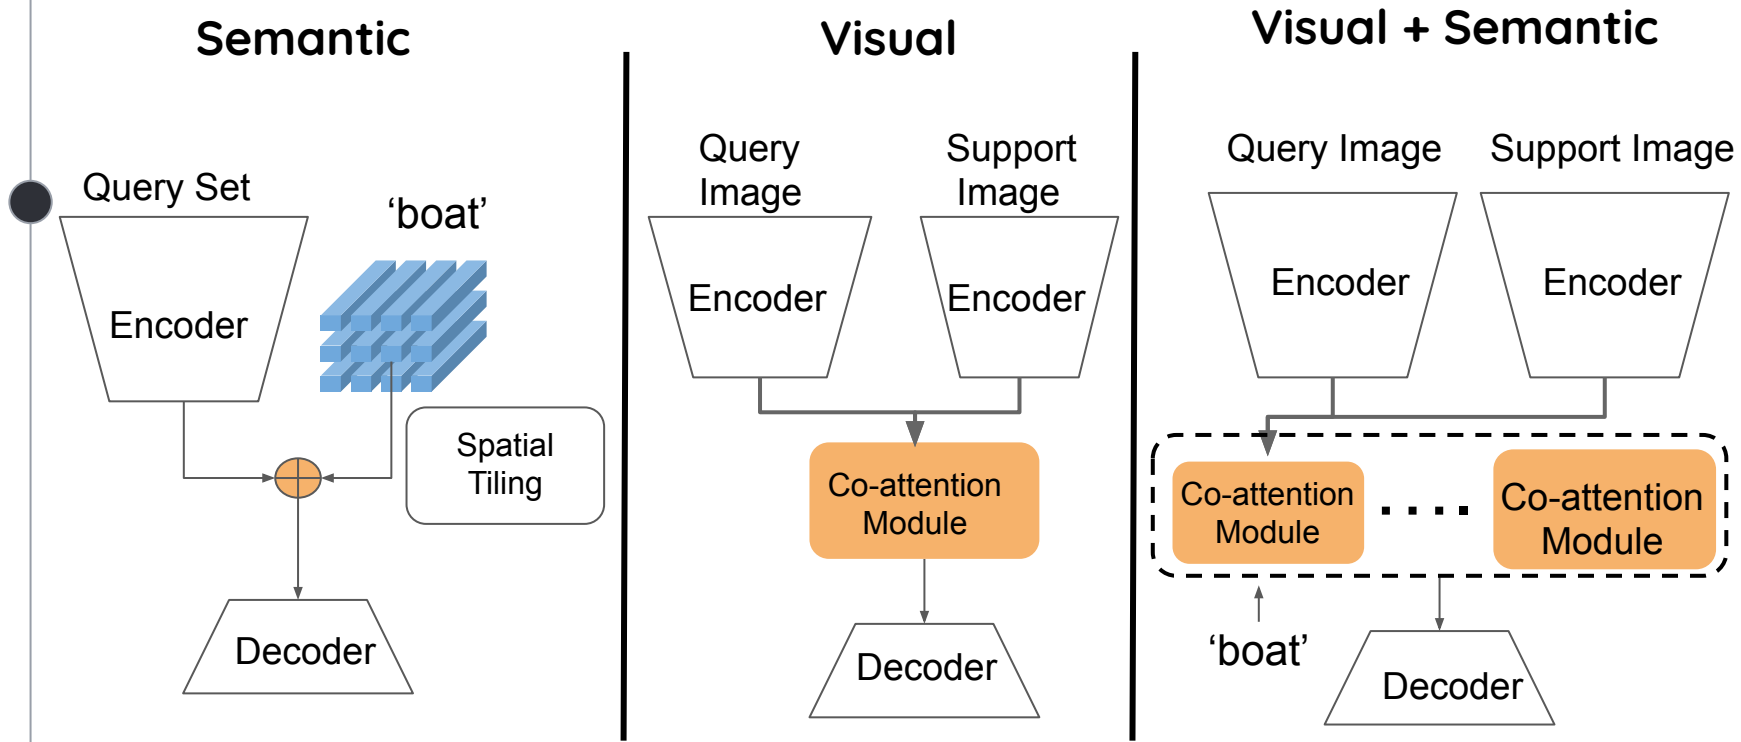 Semantic
Query Set
‘boat’
Encoder
Spatial
Tiling
Decoder
Visual
Query
Image
Support
Image
Encoder
Encoder
Co-attention
Module
Decoder
Visual + Semantic
Query Image
Support Image
Encoder
Encoder
Co-attention
Module
Co-attention
Module
‘boat’
Decoder